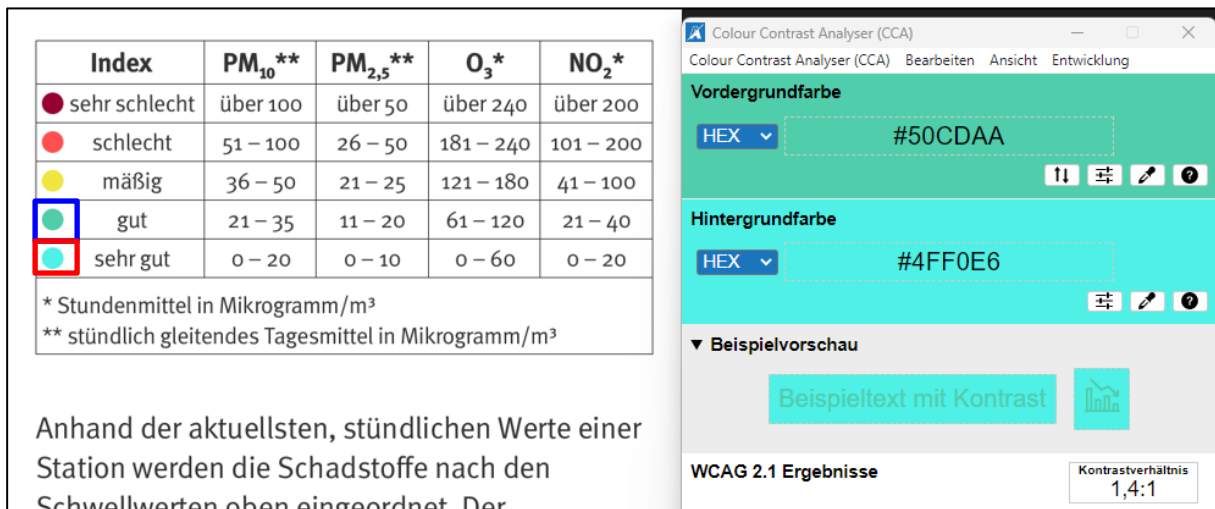 Index PM10** PM2,5** O3* NO2*
sehr schlecht über 100 über 50 über 240 über 200
schlecht 51 – 100 26 – 50 181 – 240 101 – 200
mäßig 36 – 50 21 – 25 121 – 180 41 – 100
gut 21 – 35 11 – 20 61 – 120 21 – 40
sehr gut 0 – 20 0 – 10 0 – 60 0 – 20
* Stundenmittel in Mikrogramm/m³
** stündlich gleitendes Tagesmittel in Mikrogramm/m³
Anhand der aktuellsten, stündlichen Werte einer
Station werden die Schadstoffe nach den
Schwellwerten oben eingeordnet. Der
Colour Contrast Analyser (CCA)
Colour Contrast Analyser (CCA) Bearbeiten Ansicht Entwicklung
Vordergrundfarbe
HEX #50CDAA
Hintergrundfarbe
HEX #4FF0E6
▼ Beispielvorschau
Beispieltext mit Kontrast
WCAG 2.1 Ergebnisse
Kontrastverhältnis
1,4:1